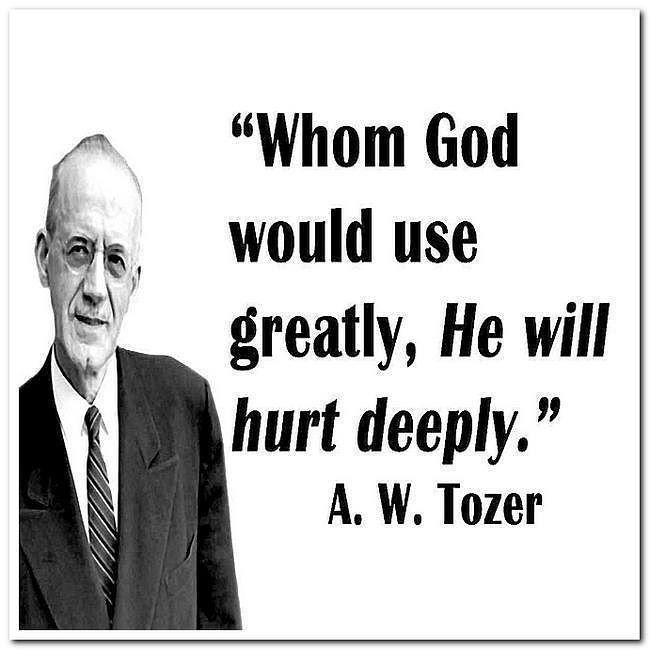 “Whom God
would use
greatly, He will
hurt deeply.”
A. W. Tozer